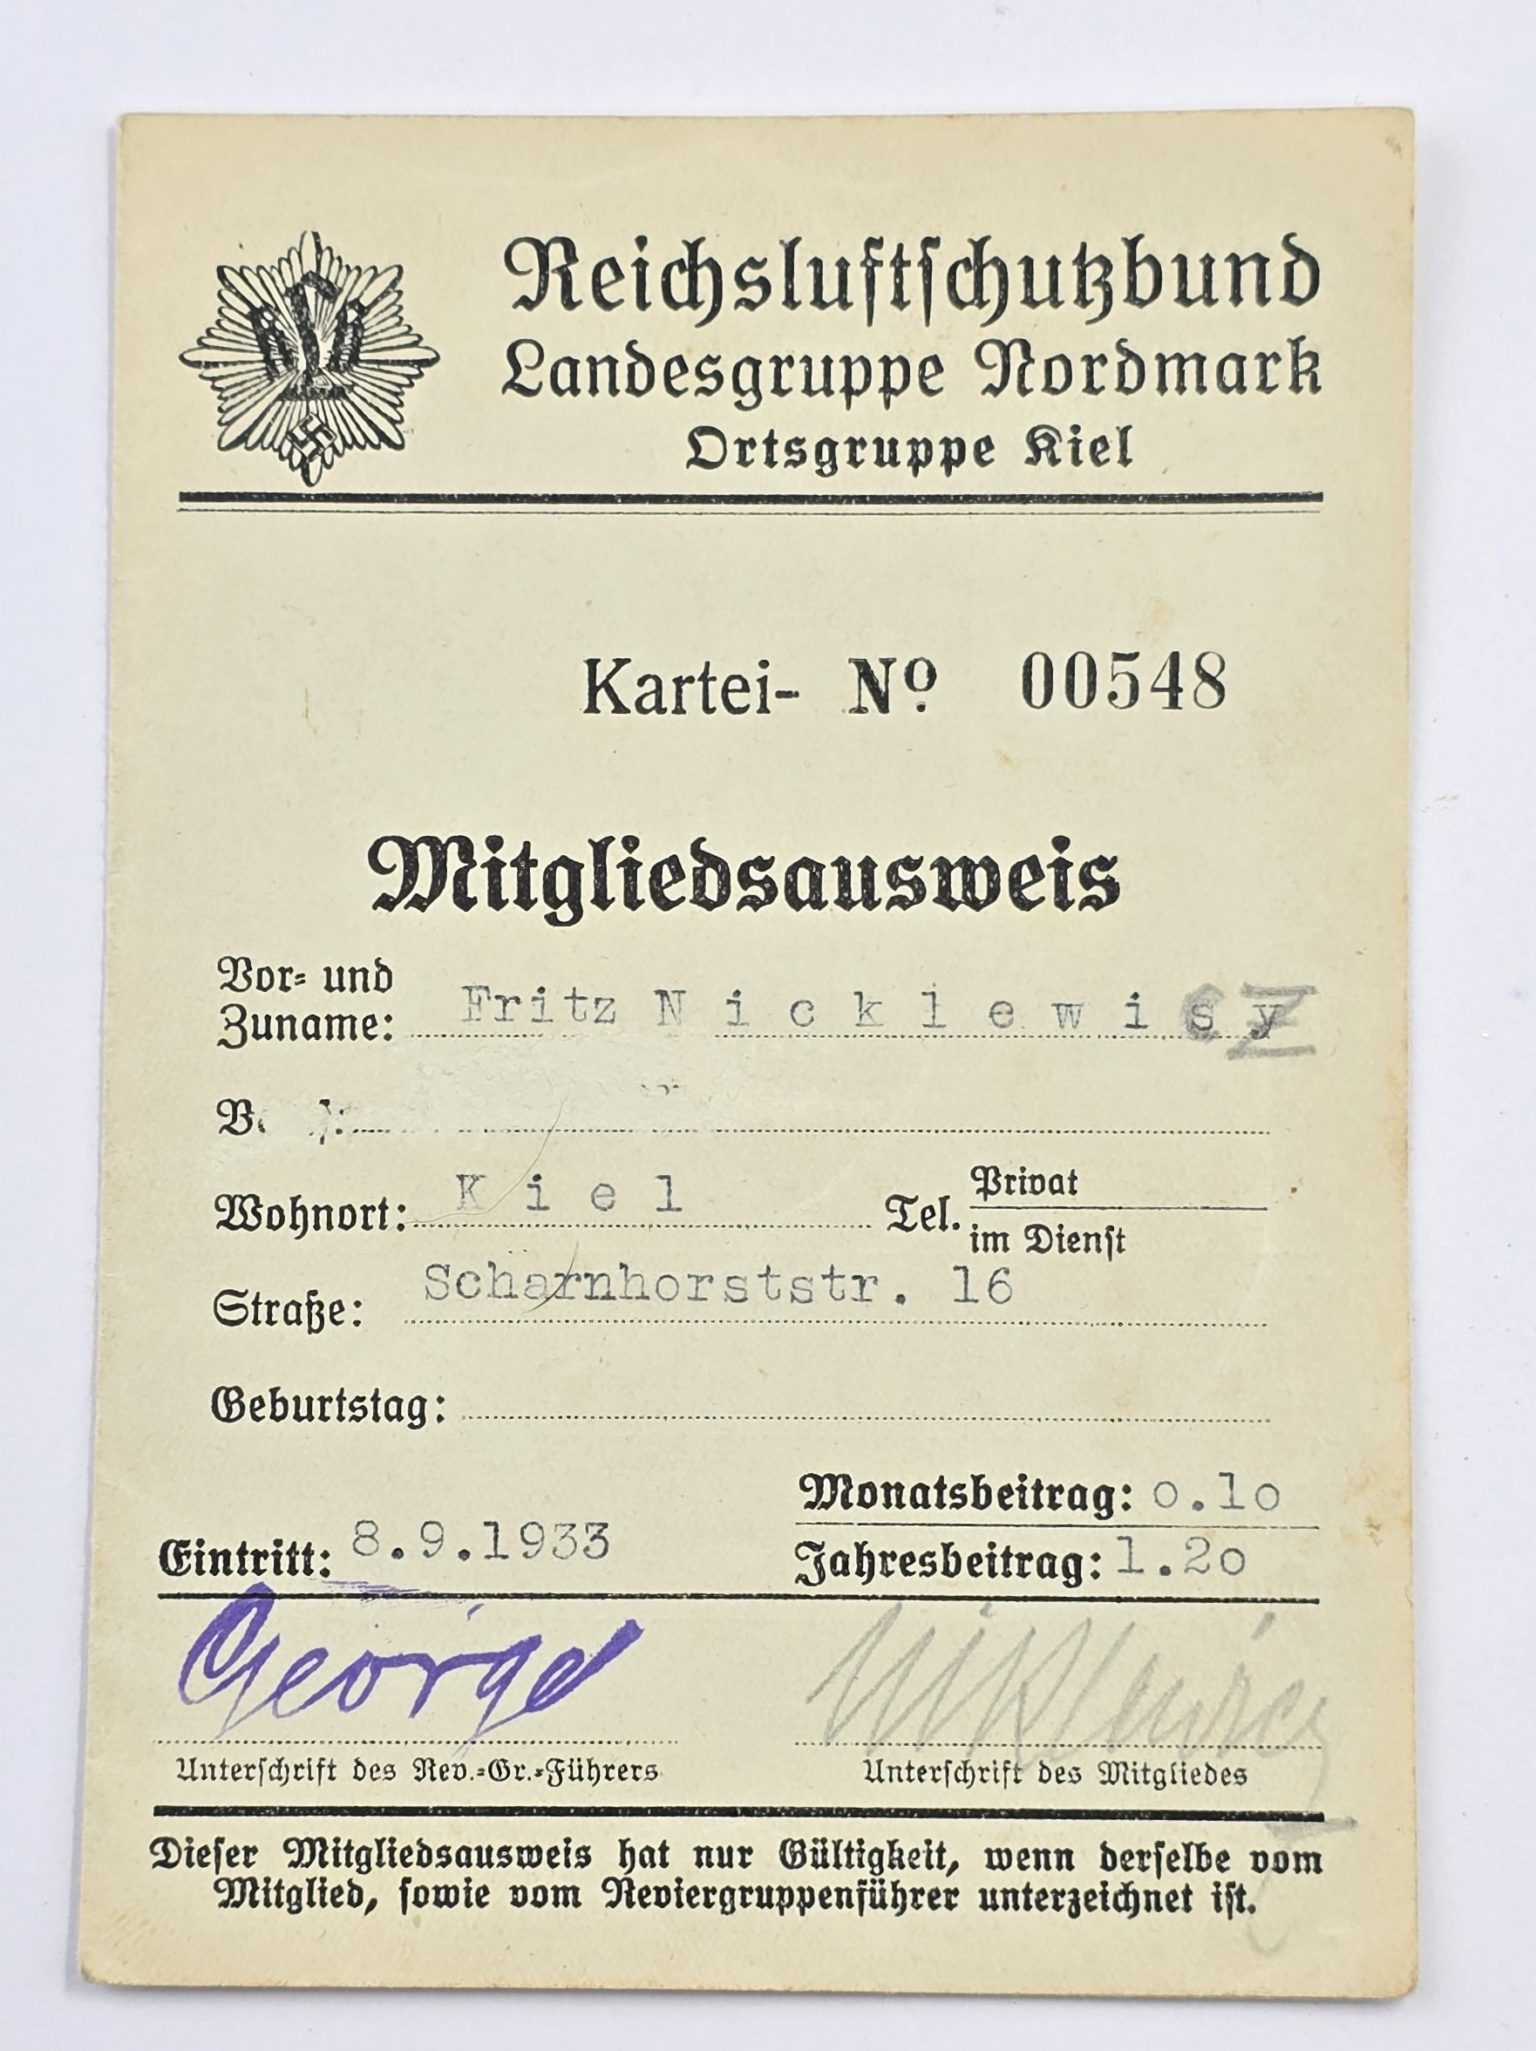 RLB
Reichsluftschutzbund
Landesgruppe Nordmark
Ortsgruppe Kiel
Kartei- Nº 00548
Mitgliedsausweis
Vor- und
Zuname: Fritz Nicklewisy
Wohnort: Kiel Tel. Privat
im Dienst
Straße: Scharnhorststr. 16
Geburtstag:
Monatsbeitrag: 0.10
Eintritt: 8.9.1933 Jahresbeitrag: 1.20
George
Unterschrift des Rev.-Gr.-Führers Unterschrift des Mitgliedes
Dieser Mitgliedsausweis hat nur Gültigkeit, wenn derselbe vom
Mitglied, sowie vom Reviergruppenführer unterzeichnet ist.